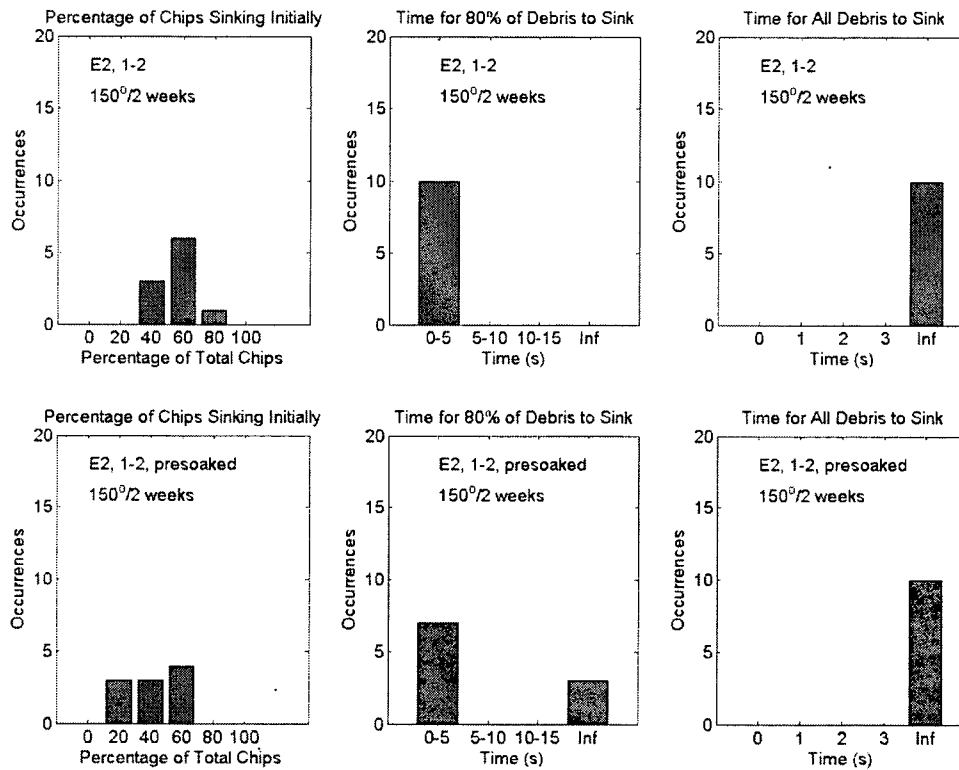 Percentage of Chips Sinking Initially
20
15
10
5
0
Occurrences
E2, 1-2
150⁰/2 weeks
0 20 40 60 80 100
Percentage of Total Chips
Time for 80% of Debris to Sink
20
15
10
5
0
Occurrences
E2, 1-2
150⁰/2 weeks
0-5 5-10 10-15 Inf
Time (s)
Time for All Debris to Sink
20
15
10
5
0
Occurrences
E2, 1-2
150⁰/2 weeks
0 1 2 3 Inf
Time (s)
Percentage of Chips Sinking Initially
20
15
10
5
0
Occurrences
E2, 1-2, presoaked
150⁰/2 weeks
0 20 40 60 80 100
Percentage of Total Chips
Time for 80% of Debris to Sink
20
15
10
5
0
Occurrences
E2, 1-2, presoaked
150⁰/2 weeks
0-5 5-10 10-15 Inf
Time (s)
Time for All Debris to Sink
20
15
10
5
0
Occurrences
E2, 1-2, presoaked
150⁰/2 weeks
0 1 2 3 Inf
Time (s)